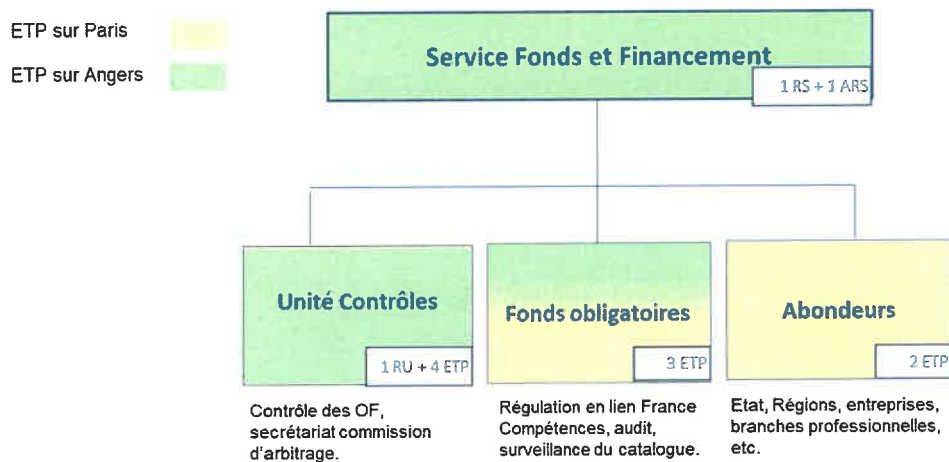 ETP sur Paris
ETP sur Angers
Service Fonds et Financement
1 RS + 1 ARS
Unité Contrôles
1 RU + 4 ETP
Fonds obligatoires
3 ETP
Abondeurs
2 ETP
Contrôle des OF,
secrétariat commission
d'arbitrage.
Régulation en lien France
Compétences, audit,
surveillance du catalogue.
Etat, Régions, entreprises,
branches professionnelles,
etc.